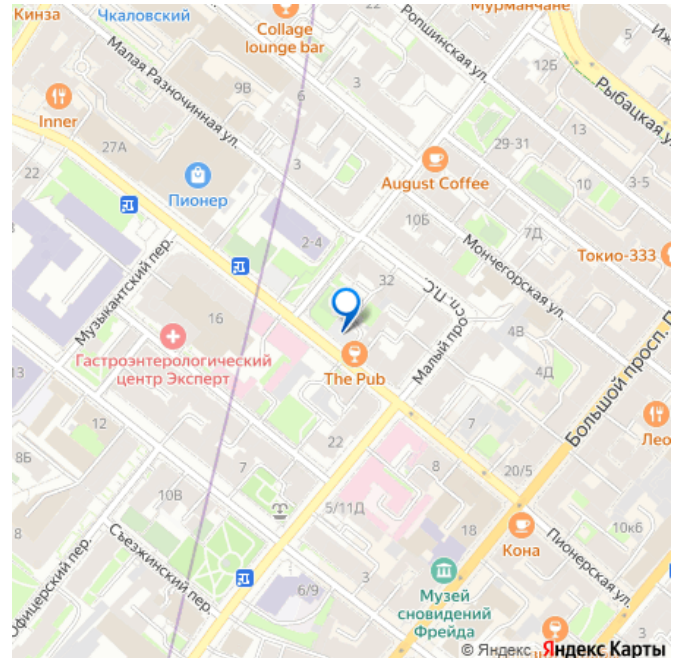 Кинза
Чкаловский
Collage
lounge bar
Мурманчане
Иж
Ропшинская ул.
Малая Разночинная ул.
9В
6
3
12Б
Рыбацкая у
Inner
27А
22
29-31
13
August Coffee
10
3-5
Пионер
3
10Б
7Д
Токио-333
2-4
Музыкантский пер.
Мончегорская ул.
32
Малый просп. П.С.
16
4В
Гастроэнтерологический
центр Эксперт
The Pub
4Д
Большой просп. П
Лео
12
22
7
8Б
7
8
20/5
10В
5/11Д
8
18
Кона
10к6
Съезжинский пер.
Пионерская ул.
3
Офицерский пер.
6/9
3
Музей
сновидений
Фрейда
© Яндекс Яндекс Карты